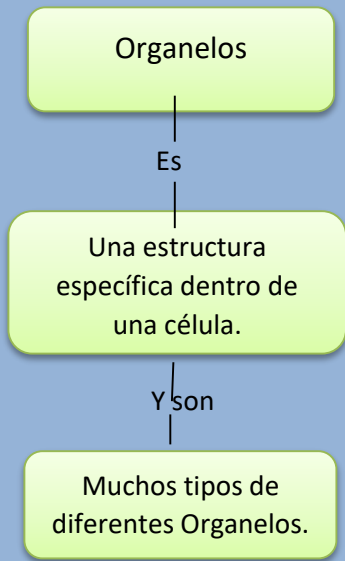 Organelos
Es
Una estructura
específica dentro de
una célula.
Y son
Muchos tipos de
diferentes Organelos.